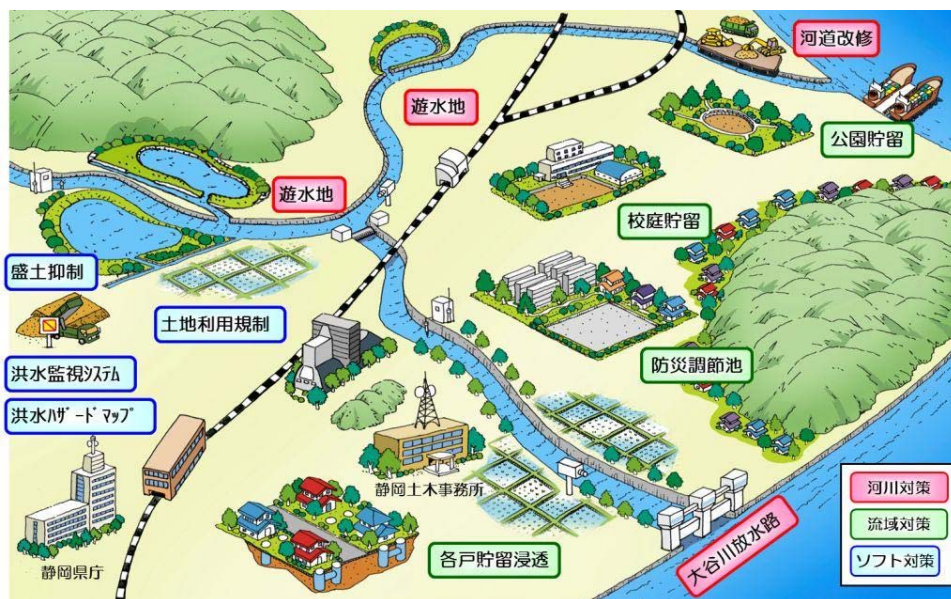 河道改修
遊水地
公園貯留
遊水地
校庭貯留
盛土抑制
土地利用規制
防災調節池
洪水監視ｼｽﾃﾑ
洪水ﾊｻﾞｰﾄﾞﾏｯﾌﾟ
静岡土木事務所
静岡県庁
各戸貯留浸透
大谷川放水路
河川対策
流域対策
ソフト対策